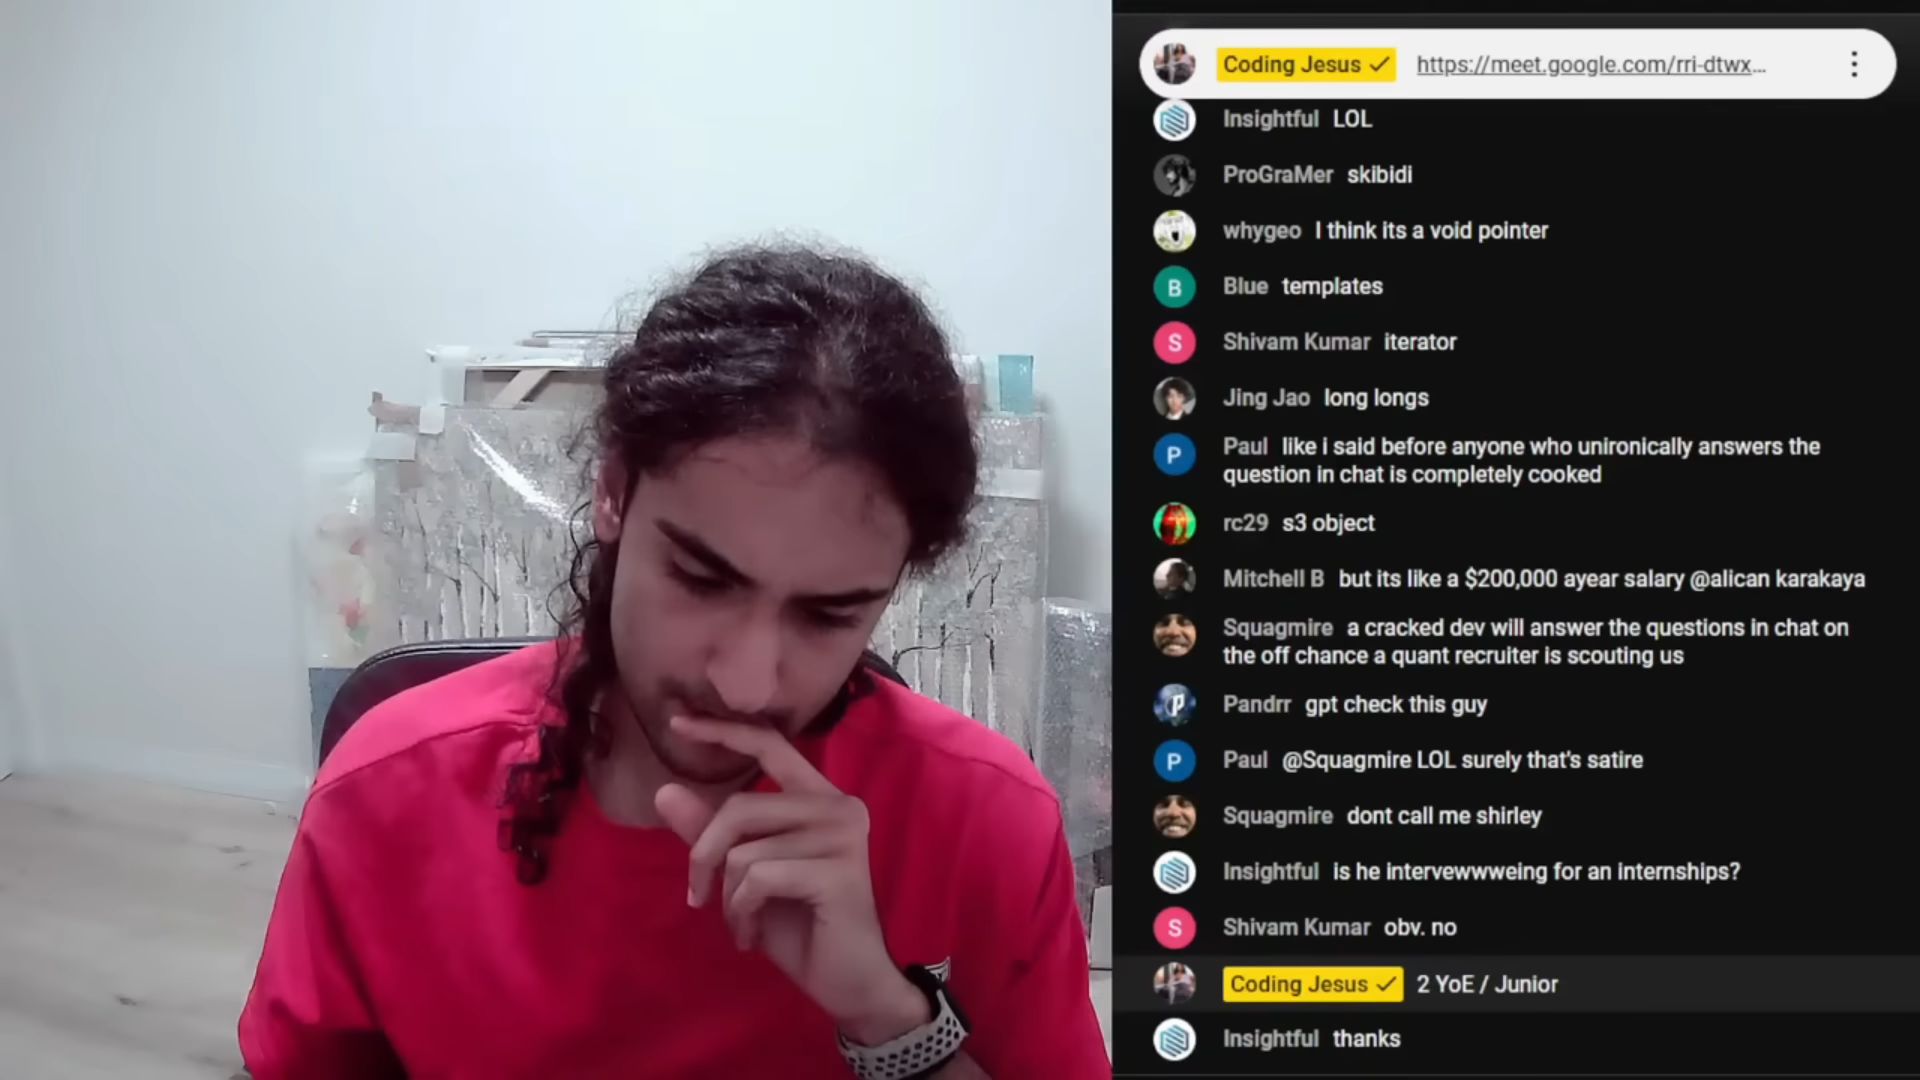 Coding Jesus ✓ https://meet.google.com/rri-dtwx...
Insightful LOL
ProGraMer skibidi
whygeo I think its a void pointer
B Blue templates
S Shivam Kumar iterator
Jing Jao long longs
P Paul like i said before anyone who unironically answers the
question in chat is completely cooked
rc29 s3 object
Mitchell B but its like a $200,000 ayear salary @alican karakaya
Squagmire a cracked dev will answer the questions in chat on
the off chance a quant recruiter is scouting us
Pandrr gpt check this guy
P Paul @Squagmire LOL surely that's satire
Squagmire dont call me shirley
Insightful is he intervewwweing for an internships?
S Shivam Kumar obv. no
Coding Jesus ✓ 2 YoE / Junior
Insightful thanks